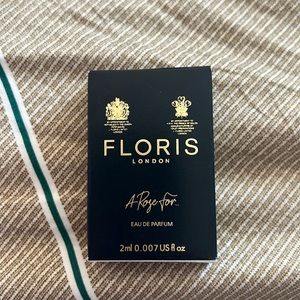 FLORIS
LONDON
A Rose For...
EAU DE PARFUM
2ml 0.007 US fl oz